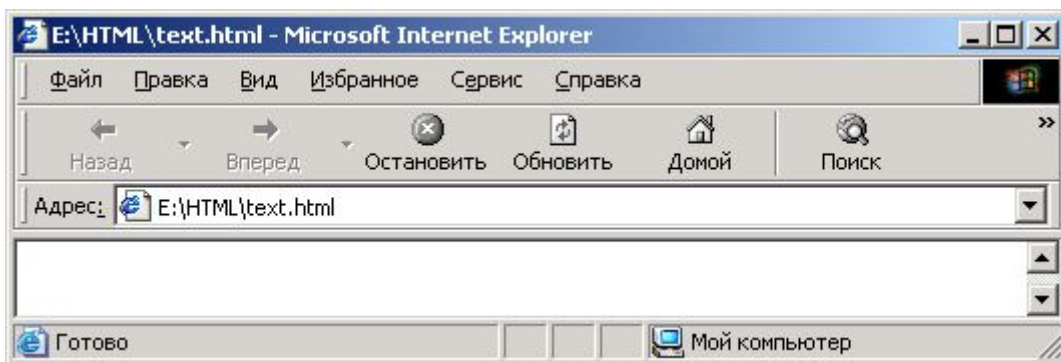 E:\HTML\text.html - Microsoft Internet Explorer
Файл Правка Вид Избранное Сервис Справка
Назад Вперед Остановить Обновить Домой Поиск »
Адрес: E:\HTML\text.html
Готово Мой компьютер